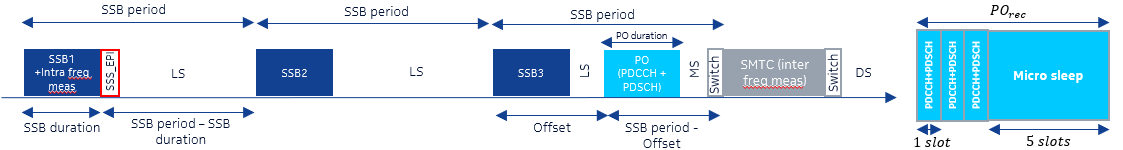 SSB period
SSB period
SSB period
PO duration
SSB1
+Intra freq
meas
SSS_EPI
LS
SSB2
LS
SSB3
LS
PO
(PDCCH +
PDSCH)
MS
Switch
SMTC (inter
freq meas)
Switch
DS
SSB duration
SSB period – SSB
duration
Offset
SSB period -
Offset
PO_rec
PDCCH+PDSCH
PDCCH+PDSCH
PDCCH+PDSCH
Micro sleep
1 slot
5 slots